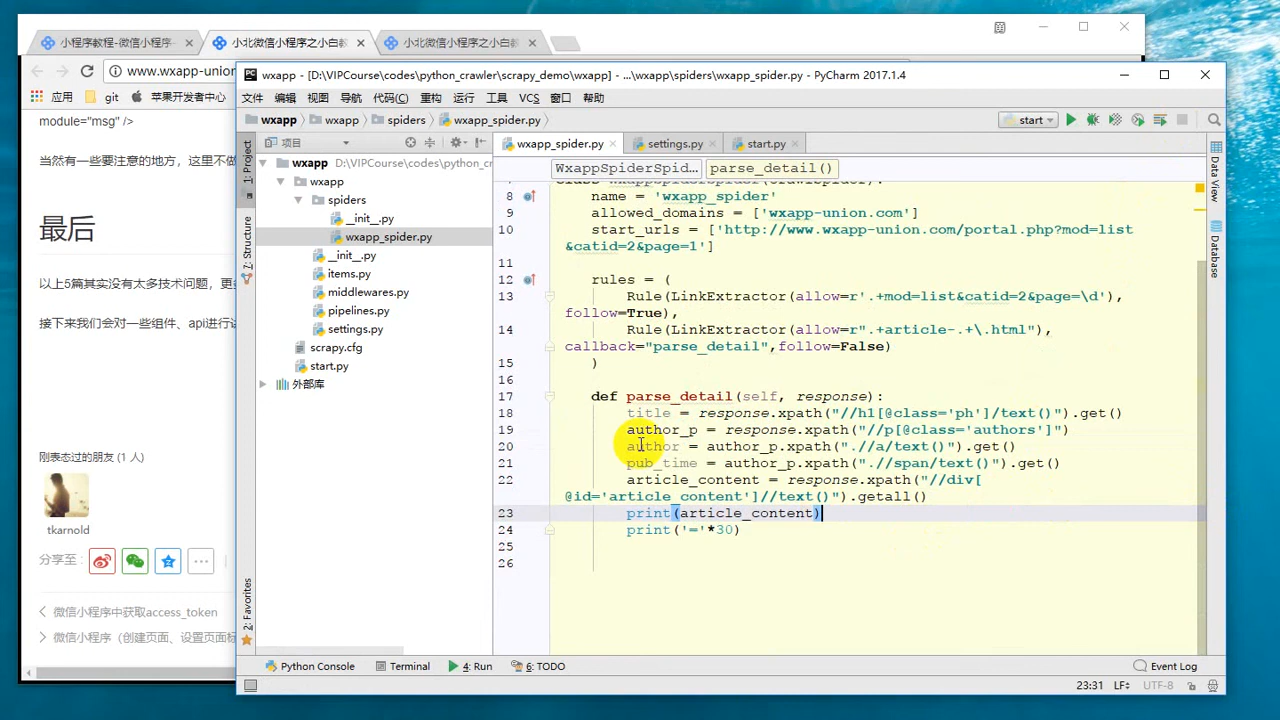 小程序教程-微信小程序-
小北微信小程序之小白教
小北微信小程序之小白教
www.wxapp-union
应用
git
苹果开发者中心
module="msg" />
当然有一些要注意的地方，这里不做
最后
以上5篇其实没有太多技术问题，更
接下来我们会对一些组件、api进行
刚表态过的朋友 (1 人)
tkarnold
分享至：
微信小程序中获取access_token
微信小程序（创建页面、设置页面标
wxapp - [D:\VIPCourse\codes\python_crawler\scrapy_demo\wxapp] - ...\wxapp\spiders\wxapp_spider.py - PyCharm 2017.1.4
文件 编辑 视图 导航 代码(C) 重构 运行 工具 VCS 窗口 帮助
wxapp wxapp spiders wxapp_spider.py
start
项目
wxapp_spider.py settings.py start.py
WxappSpiderSpid... parse_detail()
1: Project
7: Structure
2: Favorites
wxapp D:\VIPCourse\codes\python_cr
wxapp
spiders
__init__.py
wxapp_spider.py
__init__.py
items.py
middlewares.py
pipelines.py
settings.py
scrapy.cfg
start.py
外部库
class WxappSpiderSpider(CrawlSpider):
8 name = 'wxapp_spider'
9 allowed_domains = ['wxapp-union.com']
10 start_urls = ['http://www.wxapp-union.com/portal.php?mod=list
&catid=2&page=1']
11
12 rules = (
13 Rule(LinkExtractor(allow=r'.+mod=list&catid=2&page=\d'),
follow=True),
14 Rule(LinkExtractor(allow=r".+article-.+\.html"),
callback="parse_detail",follow=False)
15 )
16
17 def parse_detail(self, response):
18 title = response.xpath("//h1[@class='ph']/text()").get()
19 author_p = response.xpath("//p[@class='authors']")
20 author = author_p.xpath(".//a/text()").get()
21 pub_time = author_p.xpath(".//span/text()").get()
22 article_content = response.xpath("//div[
@id='article_content']//text()").getall()
23 print(article_content)
24 print('='*30)
25
26
Data View
Database
Python Console Terminal 4: Run 6: TODO Event Log
23:31 LF÷ UTF-8